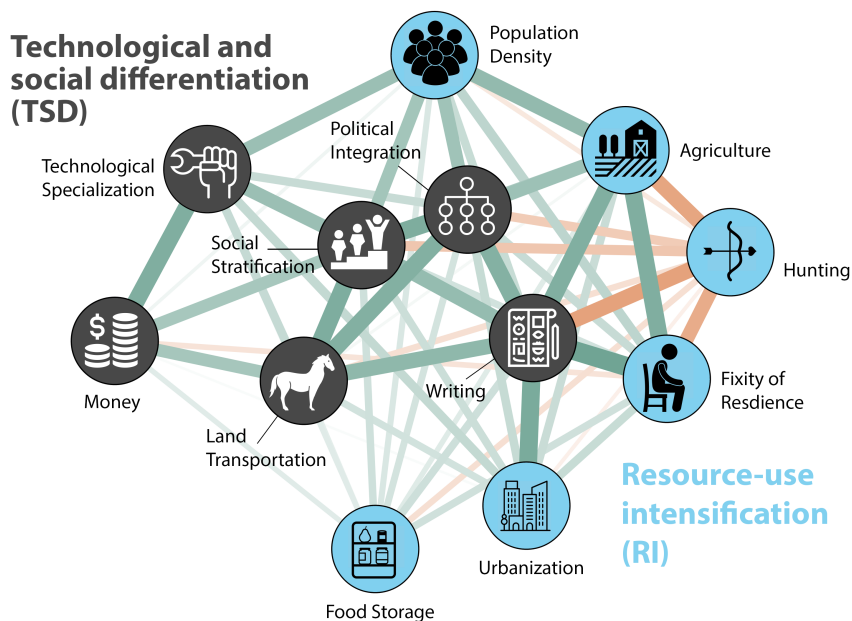 Technological and
social differentiation
(TSD)
Population
Density
Political
Integration
Technological
Specialization
Agriculture
Social
Stratification
Hunting
$
Money
Writing
Fixity of
Resdience
Land
Transportation
Resource-use
intensification
(RI)
Urbanization
Food Storage